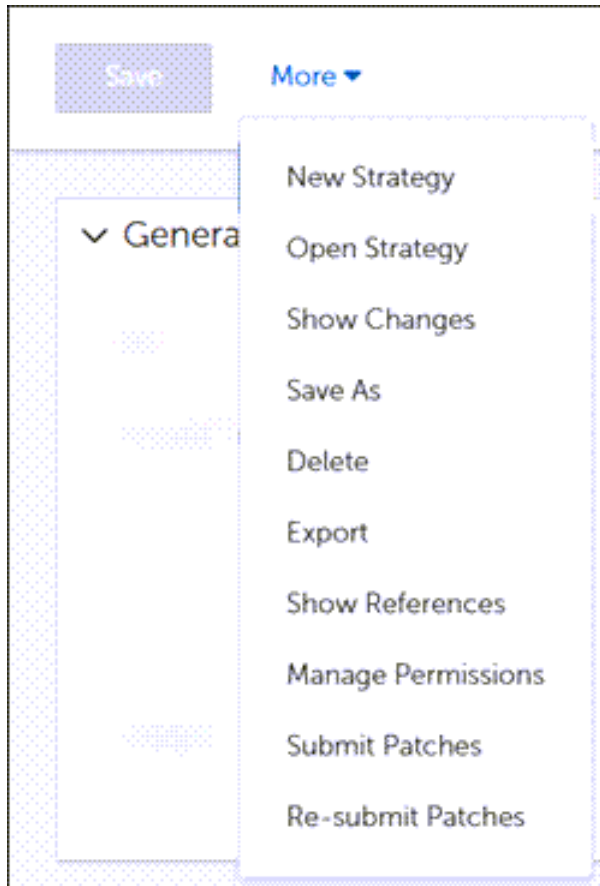 Save
More
New Strategy
Genera
Open Strategy
Show Changes
Save As
Delete
Export
Show References
Manage Permissions
Submit Patches
Re-submit Patches